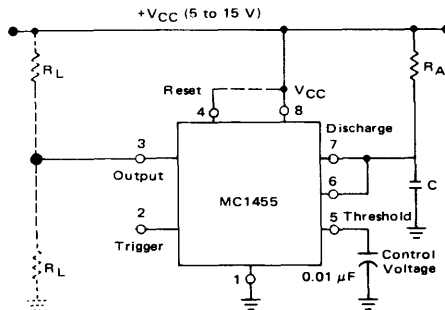 +VCC (5 to 15 V)
RL
RA
Reset
VCC
4
8
Discharge
3
7
Output
6
C
MC1455
2
5
Threshold
Trigger
Control
Voltage
1
0.01 μF
RL